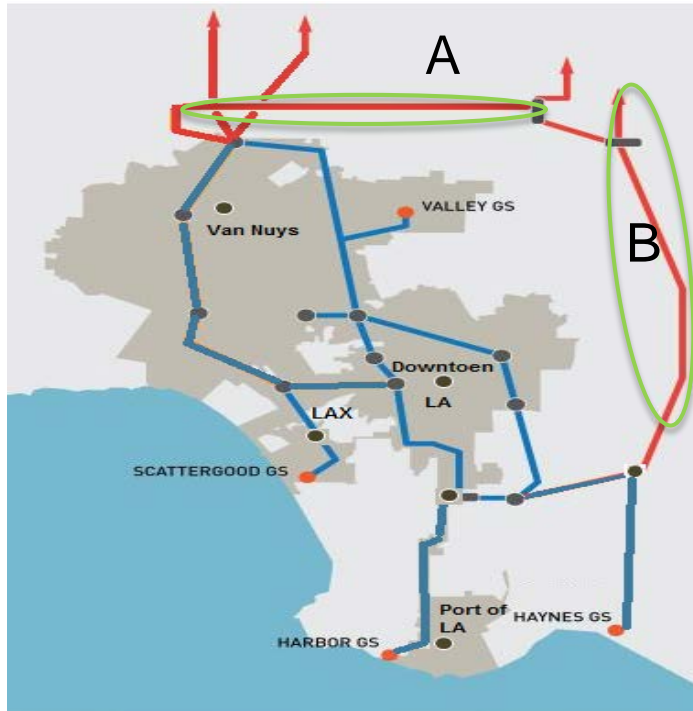 A
VALLEY GS
Van Nuys
B
Downtoen
LA
LAX
SCATTERGOOD GS
Port of
LA
HAYNES GS
HARBOR GS